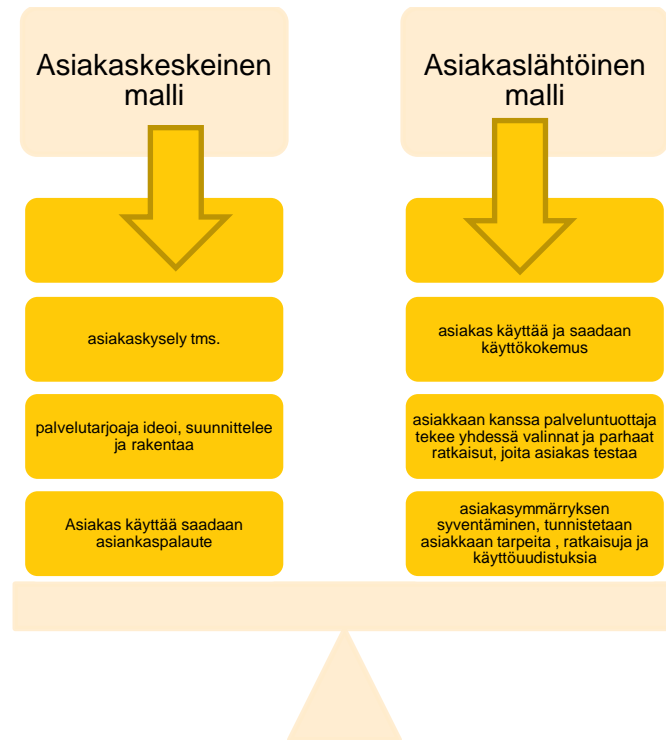 Asiakaskeskeinen
malli
asiakaskysely tms.
palvelutarjoaja ideoi, suunnittelee
ja rakentaa
Asiakas käyttää saadaan
asiankaspalaute
Asiakaslähtöinen
malli
asiakas käyttää ja saadaan
käyttökokemus
asiakkaan kanssa palveluntuottaja
tekee yhdessä valinnat ja parhaat
ratkaisut, joita asiakas testaa
asiakasymmärryksen
syventäminen, tunnistetaan
asiakkaan tarpeita , ratkaisuja ja
käyttöuudistuksia